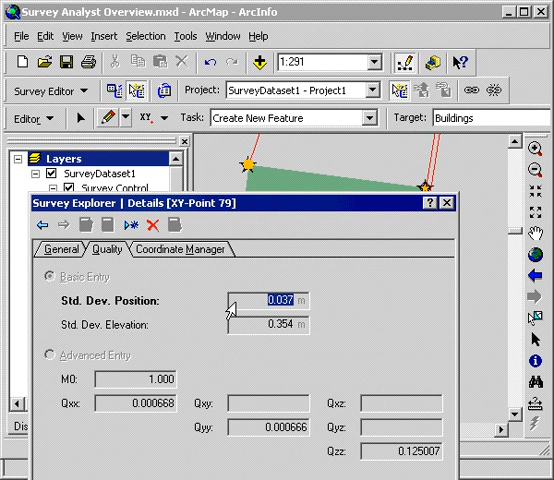 Survey Analyst Overview.mxd - ArcMap - ArcInfo
File Edit View Insert Selection Tools Window Help
1:291
Survey Editor Project: SurveyDataset1 - Project1
Editor XY Task: Create New Feature Target: Buildings
Layers
SurveyDataset1
Survey Control
Survey Explorer | Details [XY-Point 79]
General Quality Coordinate Manager
Basic Entry
Std. Dev. Position: 0.037 m
Std. Dev. Elevation: 0.354 m
Advanced Entry
M0: 1.000
Qxx: 0.000668 Qxy: Qxz:
Qyy: 0.000666 Qyz:
Dis
Qzz: 0.125007